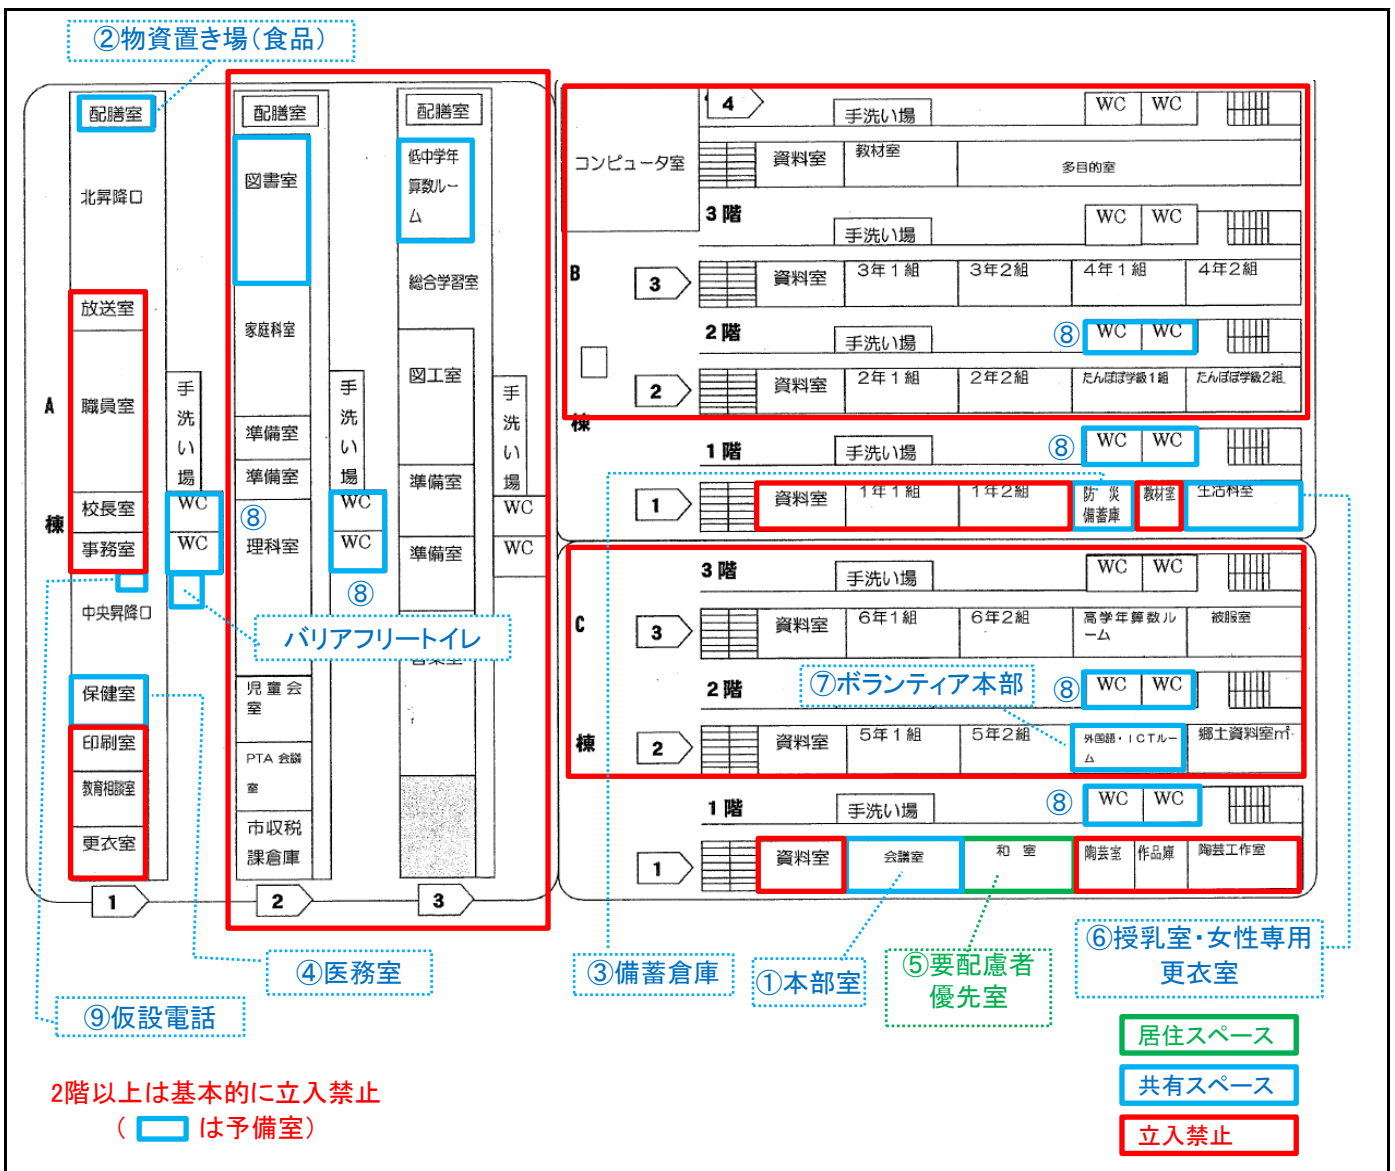 ②物資置き場(食品)
配膳室
北昇降口
放送室
職員室
校長室
事務室
中央昇降口
保健室
印刷室
教育相談室
更衣室
1
A
棟
手洗い場
WC
WC
⑧
バリアフリートイレ
配膳室
図書室
家庭科室
準備室
準備室
理科室
児童会
室
PTA 会議
室
市収税
課倉庫
2
手洗い場
WC
WC
⑧
配膳室
低中学年
算数ルー
ム
総合学習室
図工室
準備室
準備室
3
手洗い場
WC
WC
コンピュータ室
B
棟
4
手洗い場
WC WC
資料室 教材室 多目的室
3階
手洗い場
WC WC
3
資料室 3年1組 3年2組 4年1組 4年2組
2階
手洗い場
⑧ WC WC
2
資料室 2年1組 2年2組 たんぽぽ学級1組 たんぽぽ学級2組
1階
手洗い場
⑧ WC WC
1
資料室 1年1組 1年2組 防災 教材室 生活科室
備蓄庫
C
棟
3階
手洗い場
WC WC
3
資料室 6年1組 6年2組 高学年算数ル 被服室
ーム
2階
⑦ボランティア本部
⑧ WC WC
2
資料室 5年1組 5年2組 外国語・ICTルー 郷土資料室㎡
ム
1階
手洗い場
⑧ WC WC
1
資料室 会議室 和室 陶芸室 作品庫 陶芸工作室
④医務室
⑨仮設電話
③備蓄倉庫
①本部室
⑤要配慮者
優先室
⑥授乳室・女性専用
更衣室
居住スペース
共有スペース
立入禁止
2階以上は基本的に立入禁止
( は予備室)